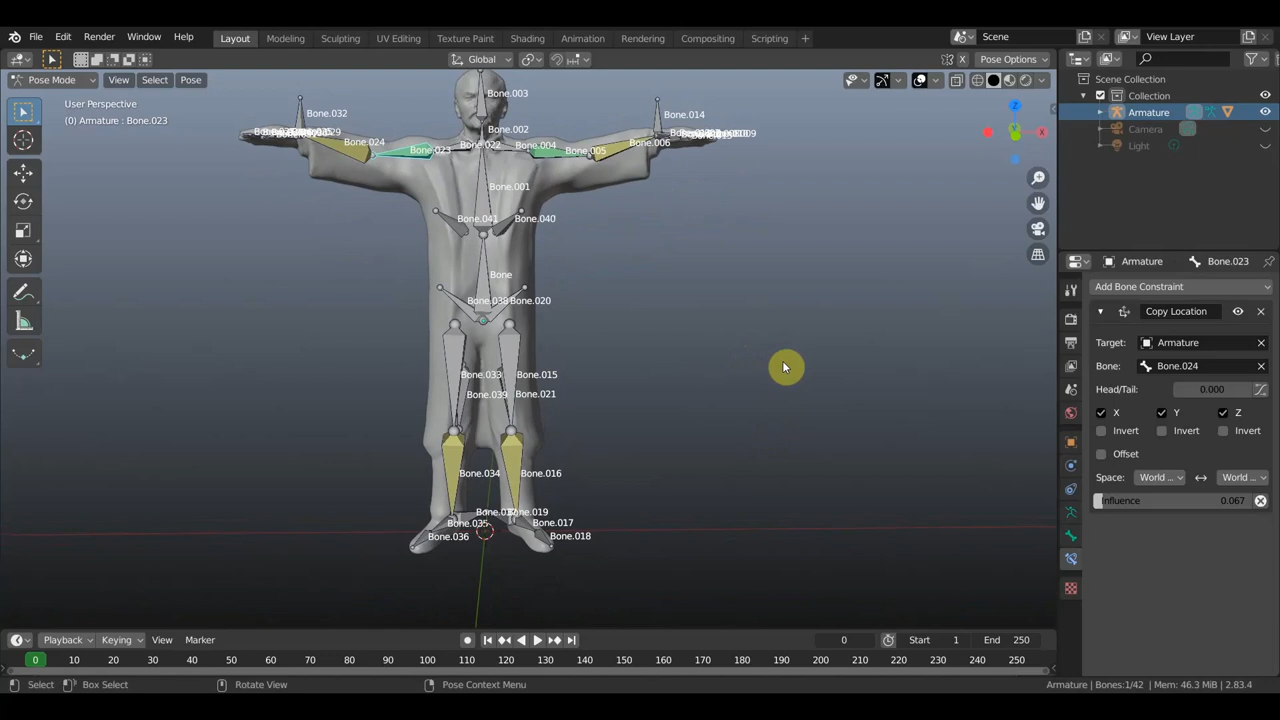 File Edit Render Window Help Layout Modeling Sculpting UV Editing Texture Paint Shading Animation Rendering Compositing Scripting + Scene View Layer
Global Pose Options X
Pose Mode View Select Pose
User Perspective
(0) Armature : Bone.023
Bone.003
Bone.032
Bone.014
Bone.002
Bone.024
Bone.023
Bone.022
Bone.004
Bone.005
Bone.006
Bone.001
Bone.041
Bone.040
Bone
Bone.038
Bone.020
Bone.033
Bone.015
Bone.039
Bone.021
Bone.034
Bone.016
Bone.019
Bone.035
Bone.017
Bone.036
Bone.018
X
Scene Collection
Collection
Armature
Camera
Light
Armature Bone.023
Add Bone Constraint
Copy Location
Target: Armature
Bone: Bone.024
Head/Tail: 0.000
X Y Z
Invert Invert Invert
Offset
Space: World ... World ...
Influence 0.067
Playback Keying View Marker 0 Start 1 End 250
0 10 20 30 40 50 60 70 80 90 100 110 120 130 140 150 160 170 180 190 200 210 220 230 240 250
Select Box Select Rotate View Pose Context Menu Armature | Bones:1/42 | Mem: 46.3 MiB | 2.83.4